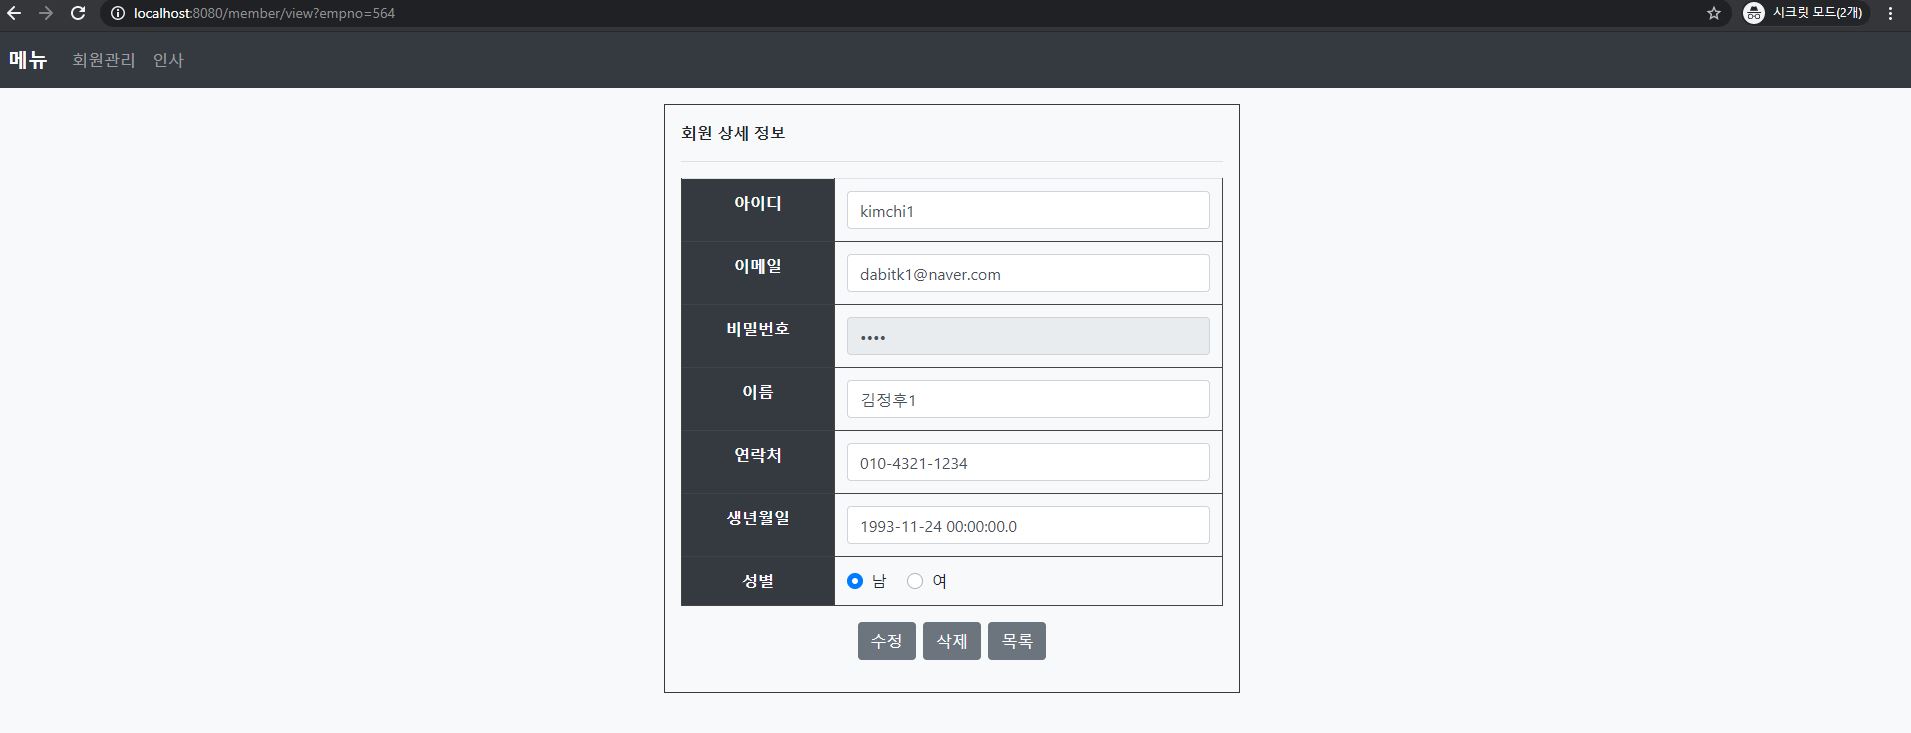 localhost:8080/member/view?empno=564
시크릿 모드(2개)
메뉴 회원관리 인사
회원 상세 정보
아이디 kimchi1
이메일 dabitk1@naver.com
비밀번호 ••••
이름 김정후1
연락처 010-4321-1234
생년월일 1993-11-24 00:00:00.0
성별 남 여
수정 삭제 목록